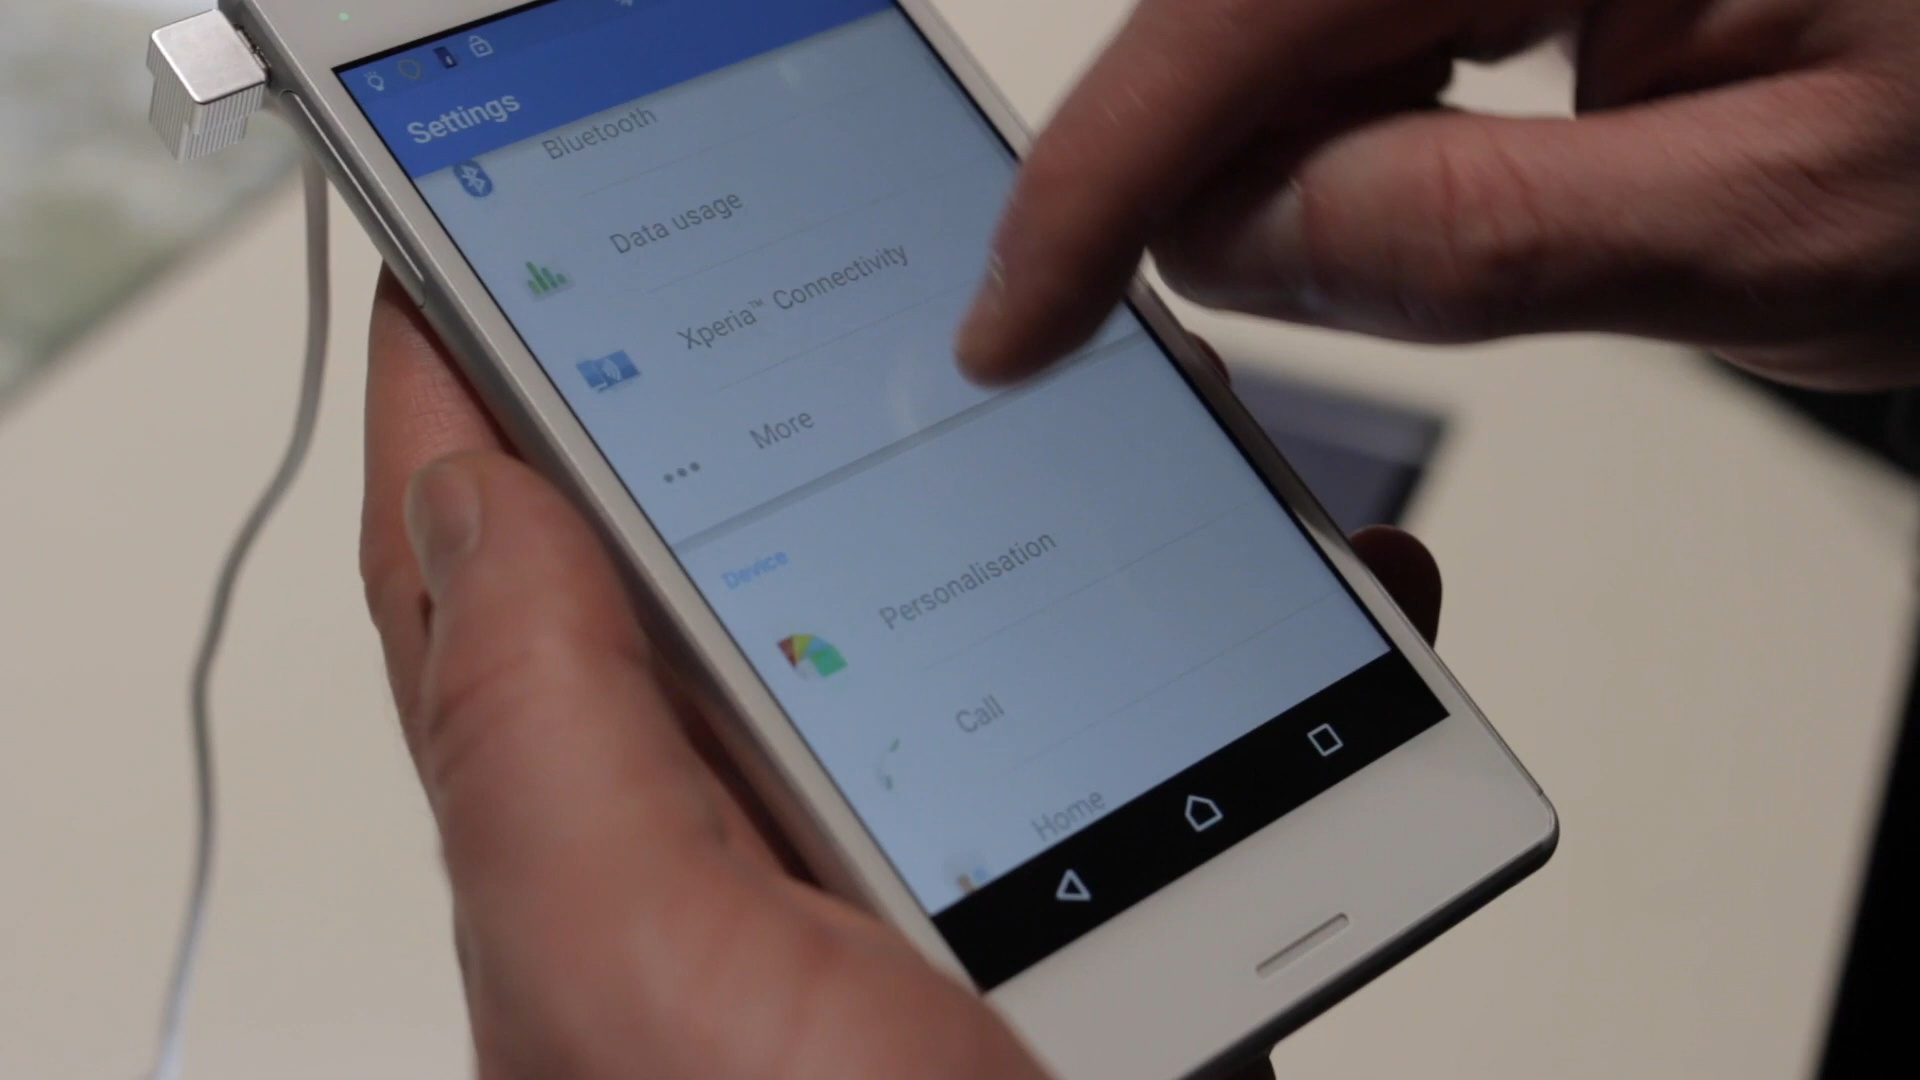 Settings
Bluetooth
Data usage
Xperia™ Connectivity
More
Device
Personalisation
Call
Home